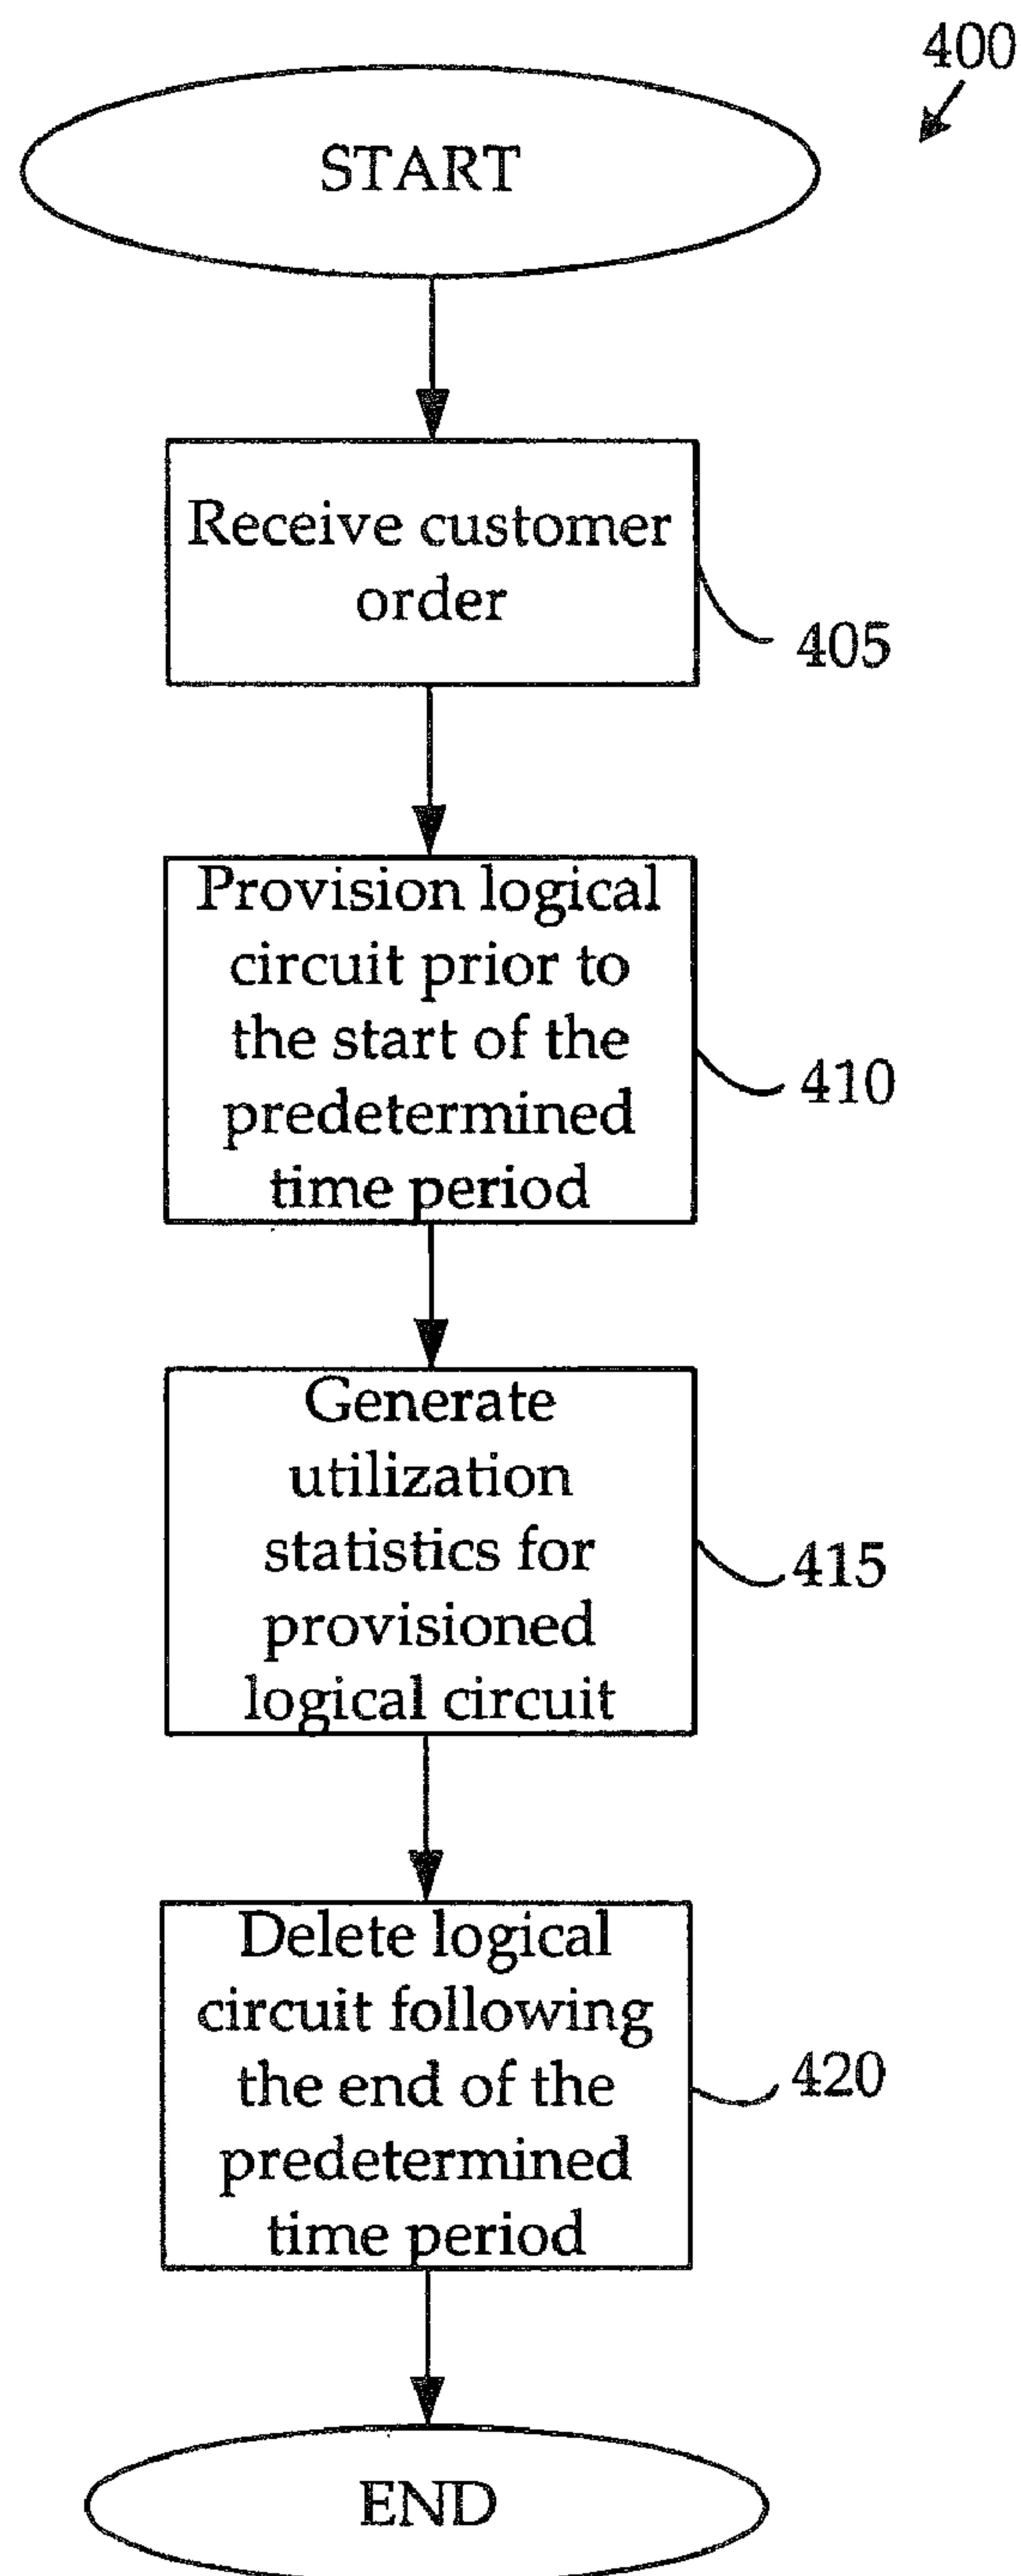 400
START
Receive customer
order
405
Provision logical
circuit prior to
the start of the
predetermined
time period
410
Generate
utilization
statistics for
provisioned
logical circuit
415
Delete logical
circuit following
the end of the
predetermined
time period
420
END